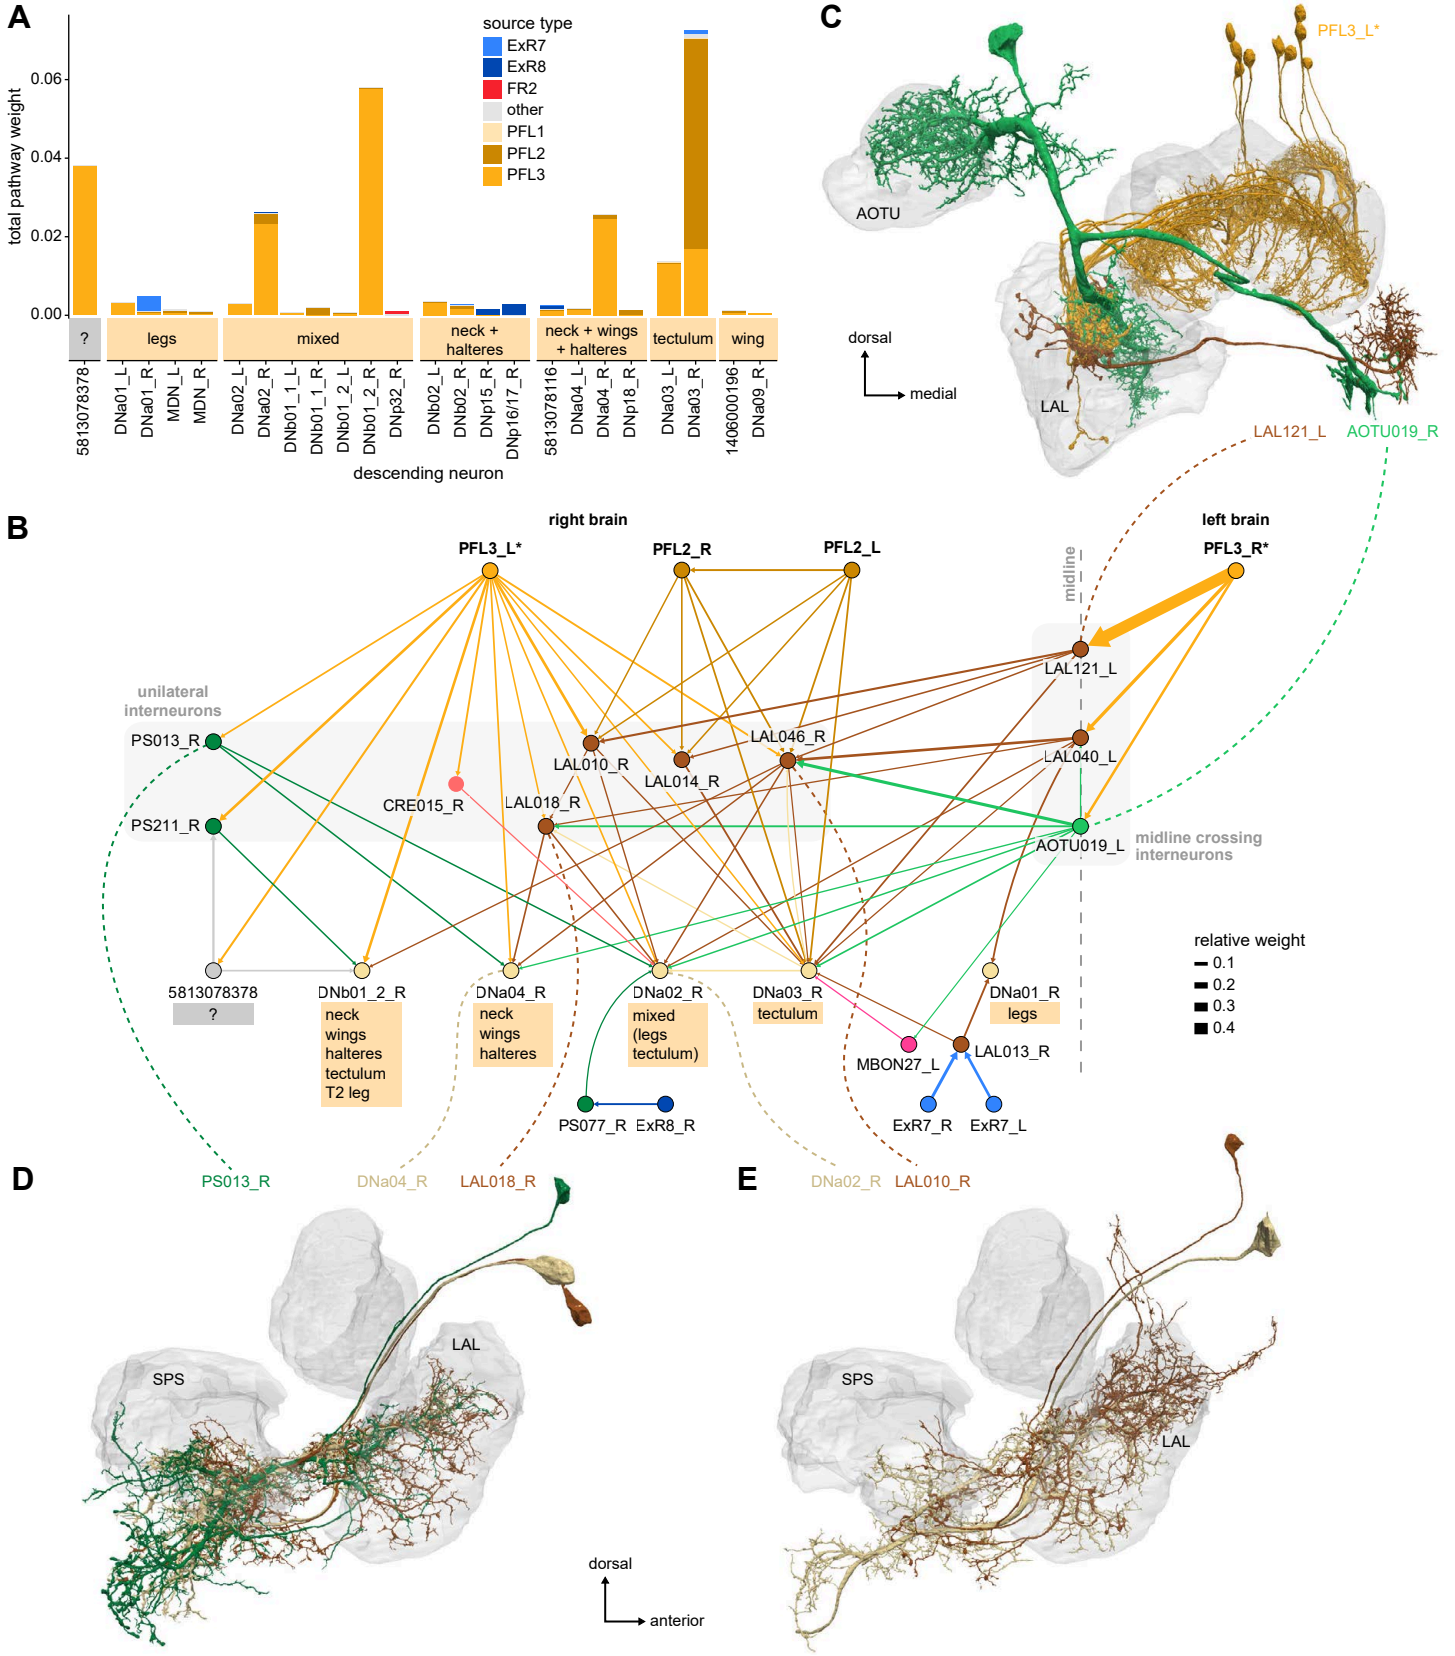 A
total pathway weight
0.06
0.04
0.02
0.00
source type
ExR7
ExR8
FR2
other
PFL1
PFL2
PFL3
?
legs
mixed
neck +
halteres
neck + wings
+ halteres
tectulum
wing
5813078378
DNa01_L
DNa01_R
MDN_L
MDN_R
DNa02_L
DNa02_R
DNb01_1_L
DNb01_1_R
DNb01_2_L
DNb01_2_R
DNp32_R
DNb02_L
DNb02_R
DNp15_R
DNp16/17_R
5813078116
DNa04_L
DNa04_R
DNp18_R
DNa03_L
DNa03_R
1406000196
DNa09_R
descending neuron
C
PFL3_L*
AOTU
dorsal
medial
LAL
LAL121_L
AOTU019_R
B
right brain
left brain
PFL3_L*
PFL2_R
PFL2_L
PFL3_R*
midline
LAL121_L
unilateral
interneurons
PS013_R
LAL010_R
LAL014_R
LAL046_R
LAL040_L
CRE015_R
LAL018_R
PS211_R
AOTU019_L
midline crossing
interneurons
relative weight
0.1
0.2
0.3
0.4
5813078378
?
DNb01_2_R
neck
wings
halteres
tectulum
T2 leg
DNa04_R
neck
wings
halteres
DNa02_R
mixed
(legs
tectulum)
DNa03_R
tectulum
DNa01_R
legs
MBON27_L
LAL013_R
PS077_R
ExR8_R
ExR7_R
ExR7_L
D
PS013_R
DNa04_R
LAL018_R
SPS
LAL
dorsal
anterior
E
DNa02_R
LAL010_R
SPS
LAL